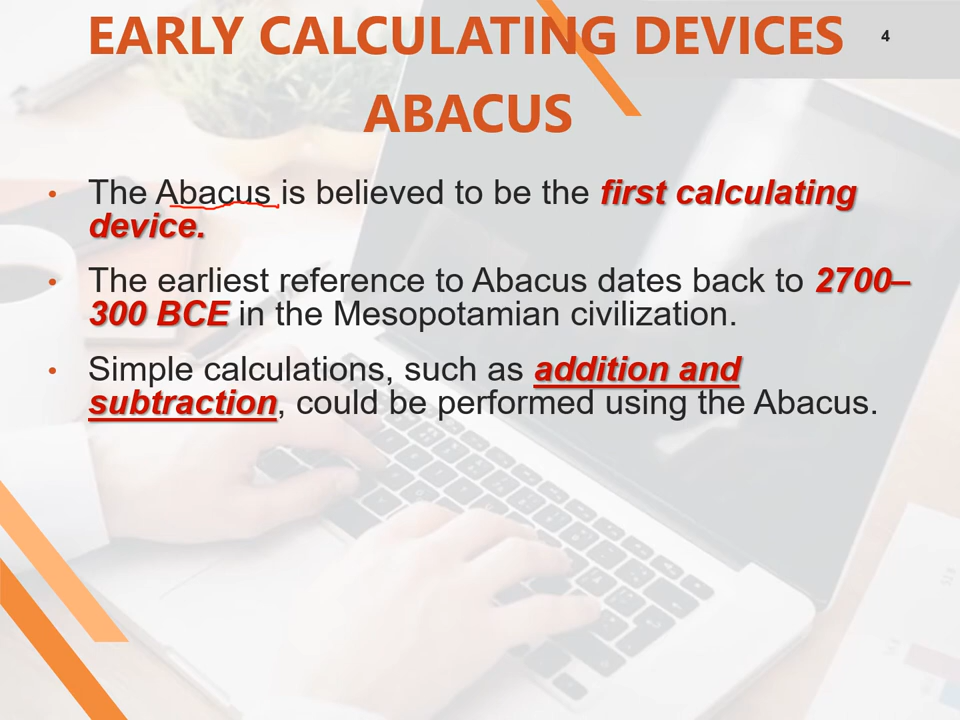 EARLY CALCULATING DEVICES
4
ABACUS
• The Abacus is believed to be the first calculating
device.
• The earliest reference to Abacus dates back to 2700–
300 BCE in the Mesopotamian civilization.
• Simple calculations, such as addition and
subtraction, could be performed using the Abacus.